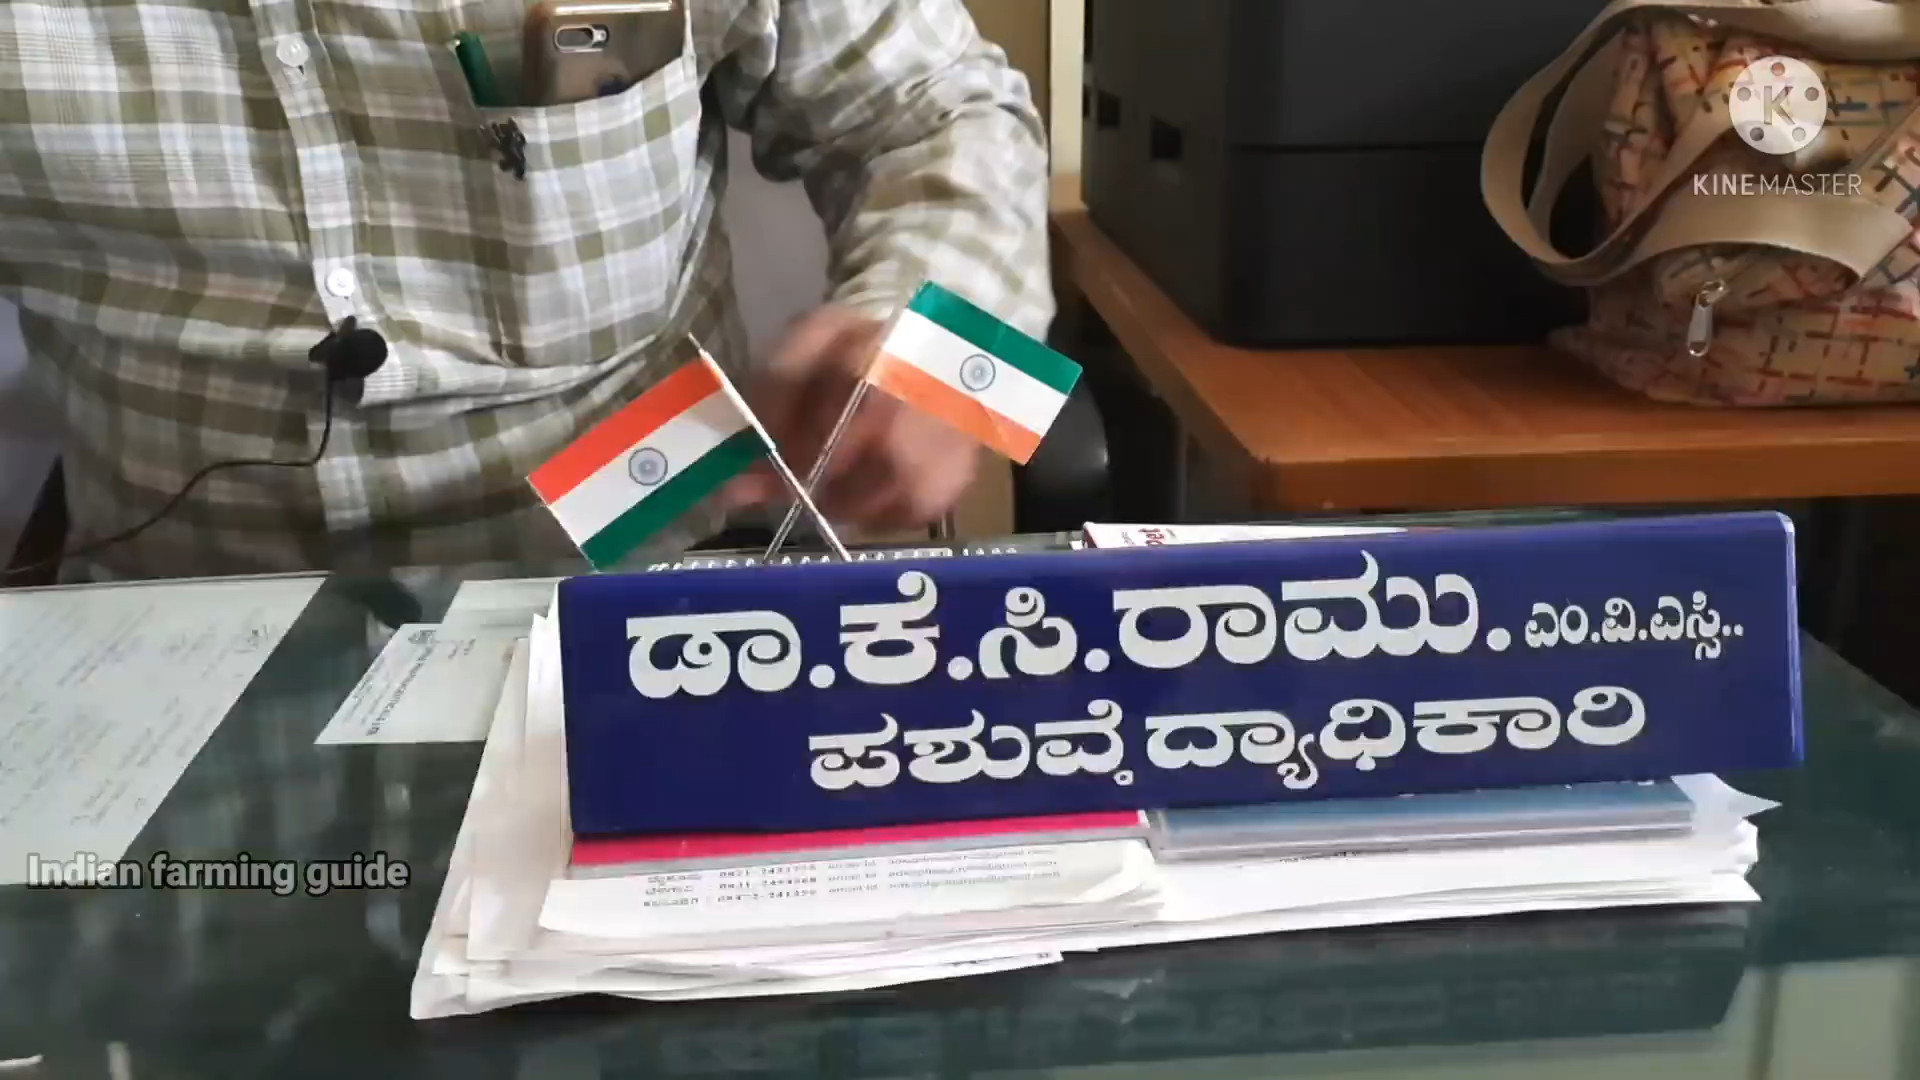 KINEMASTER
ಡಾ.ಕೆ.ಸಿ.ರಾಮು. ಎಂ.ವಿ.ಎಸ್ಸಿ..
ಪಶುವೈದ್ಯಾಧಿಕಾರಿ
Indian farming guide